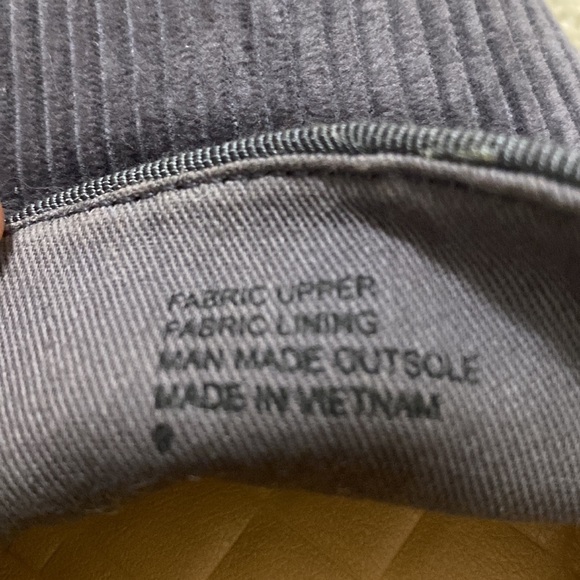 FABRIC UPPER
FABRIC LINING
MAN MADE OUTSOLE
MADE IN VIETNAM